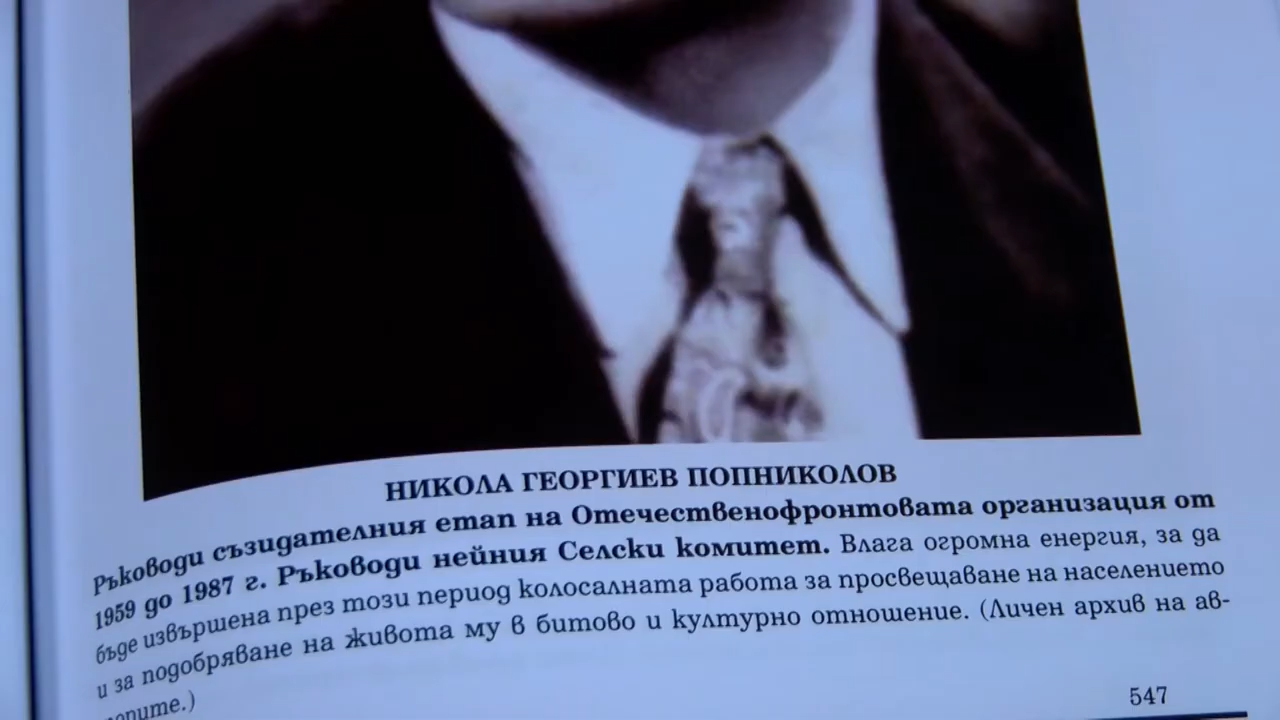 НИКОЛА ГЕОРГИЕВ ПОПНИКОЛОВ
Ръководи съзидателния етап на Отечественофронтовата организация от
1959 до 1987 г. Ръководи нейния Селски комитет. Влага огромна енергия, за да
бъде извършена през този период колосалната работа за просвещаване на населението
и за подобряване на живота му в битово и културно отношение. (Личен архив на ав-
торите.)
547